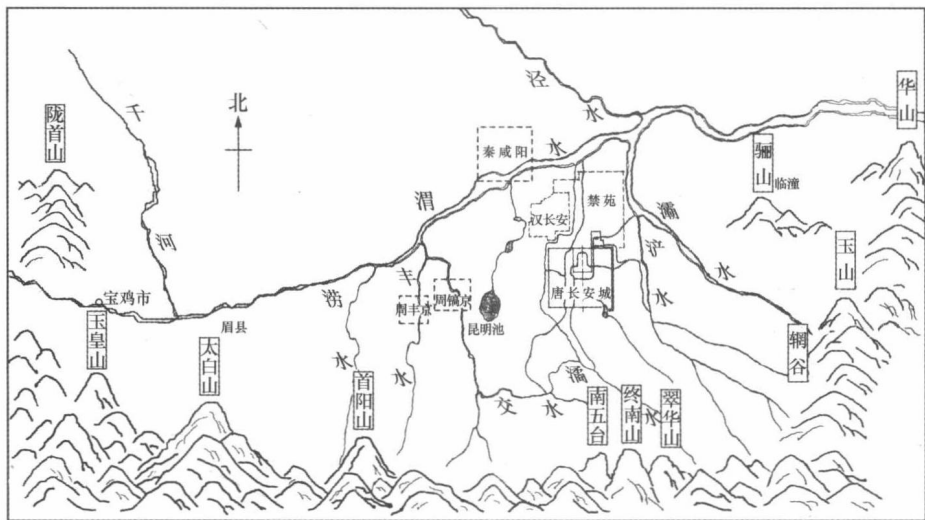 泾水
华山
千河
北
陇首山
秦咸阳
渭水
骊山
临潼
禁苑
汉长安
灞水
浐水
玉山
丰水
涝水
周丰京
周镐京
昆明池
唐长安城
宝鸡市
眉县
玉皇山
太白山
首阳山
交水
潏水
南五台
终南山
翠华山
辋谷